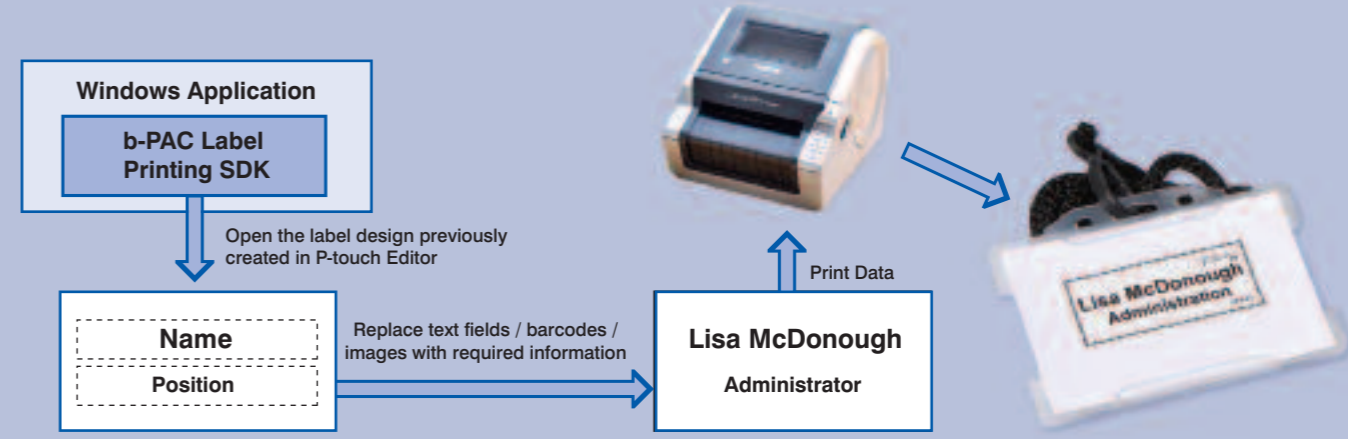 Windows Application
b-PAC Label
Printing SDK
Open the label design previously
created in P-touch Editor
Name
Position
Replace text fields / barcodes /
images with required information
Print Data
Lisa McDonough
Administrator
Lisa McDonough
Administration